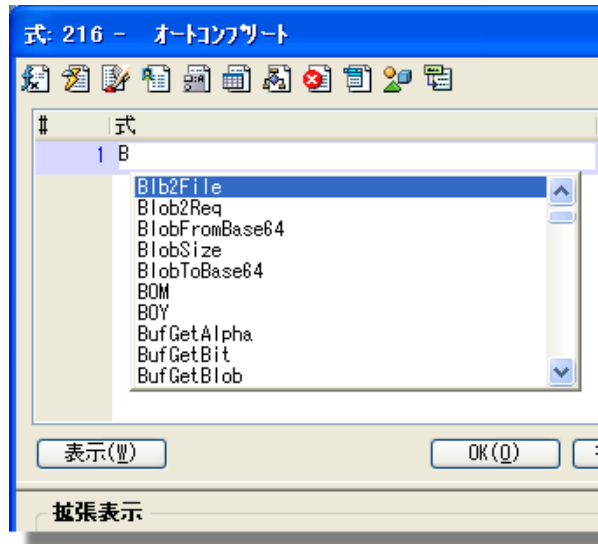 式: 216 - オートコンプリート
# 式
1 B
Blb2File
Blob2Req
BlobFromBase64
BlobSize
BlobToBase64
BOM
BOY
BufGetAlpha
BufGetBit
BufGetBlob
表示(W) OK(O)
拡張表示